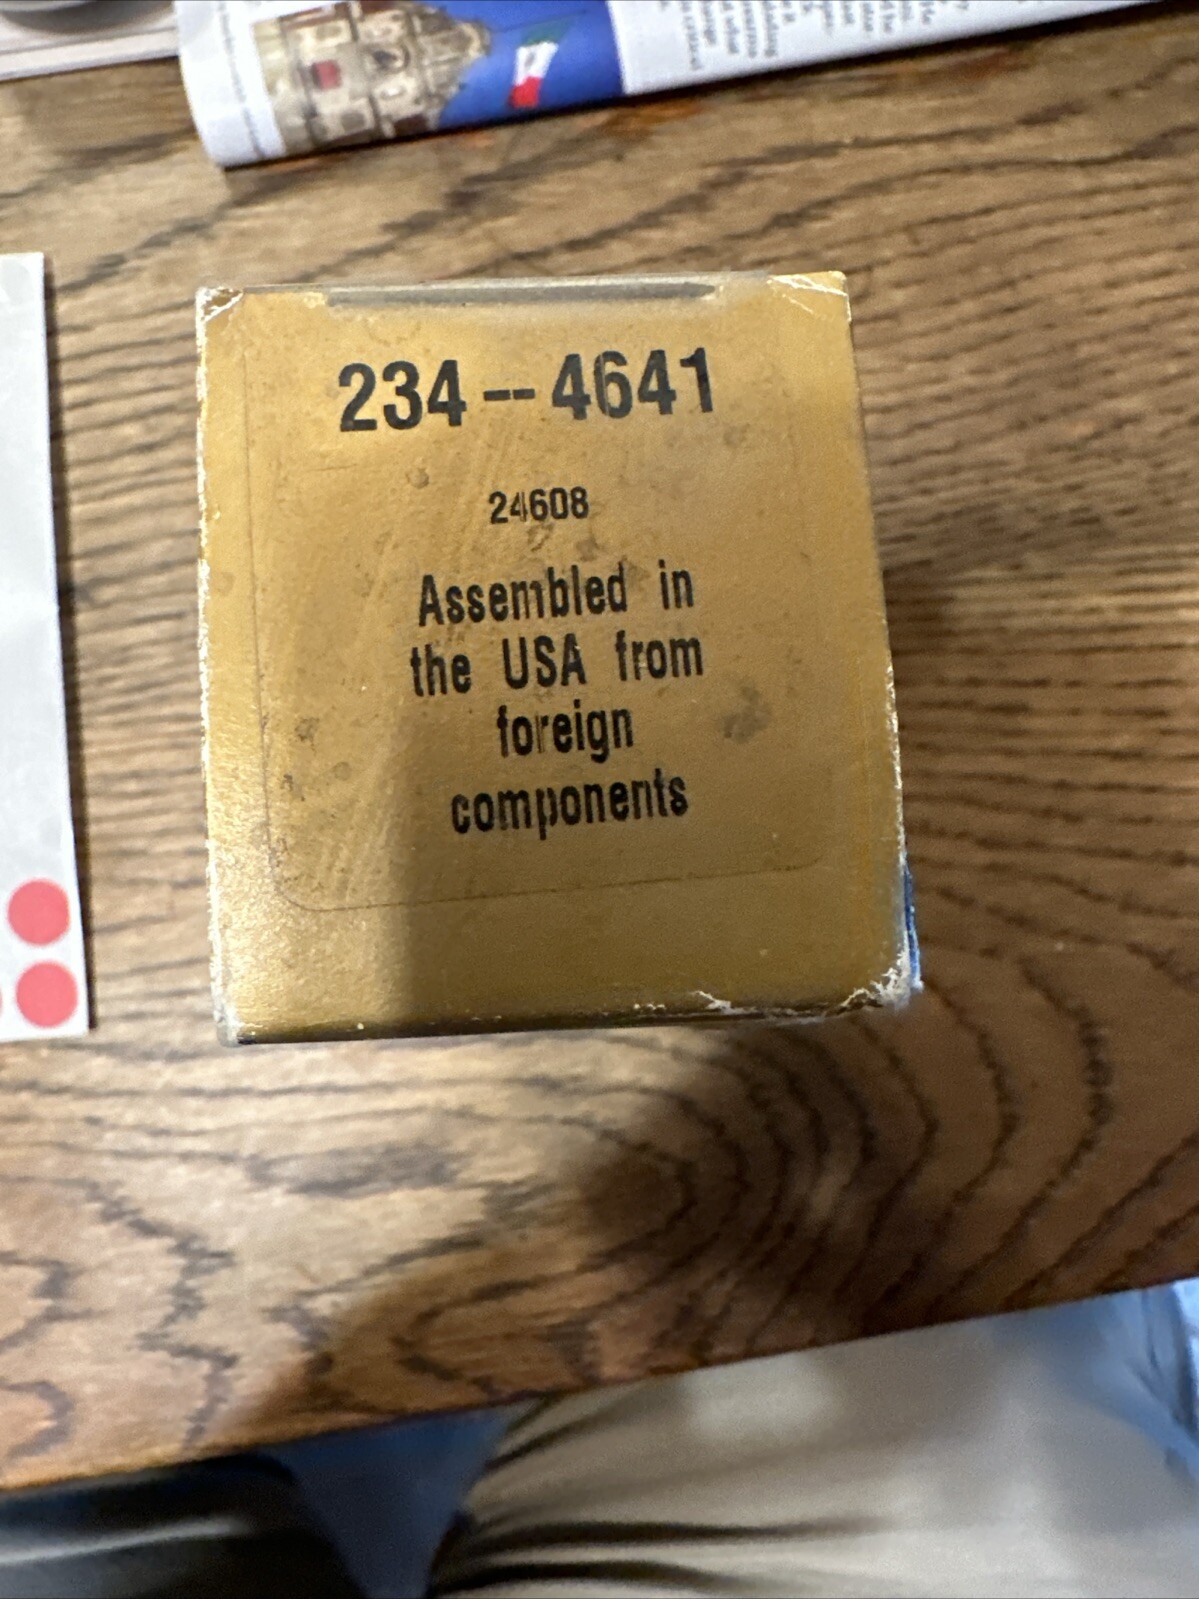 234--4641
24608
Assembled in
the USA from
foreign
components